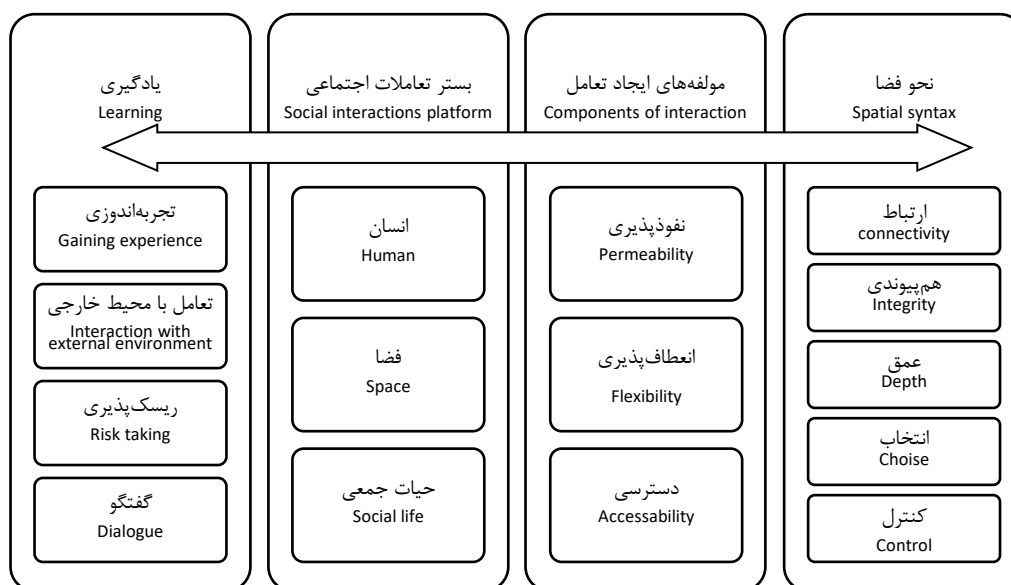 یادگیری
Learning
تجربه‌اندوزی
Gaining experience
تعامل با محیط خارجی
Interaction with
external environment
ریسک‌پذیری
Risk taking
گفتگو
Dialogue
بستر تعاملات اجتماعی
Social interactions platform
انسان
Human
فضا
Space
حیات جمعی
Social life
مولفه‌های ایجاد تعامل
Components of interaction
نفوذپذیری
Permeability
انعطاف‌پذیری
Flexibility
دسترسی
Accessability
نحو فضا
Spatial syntax
ارتباط
connectivity
هم‌پیوندی
Integrity
عمق
Depth
انتخاب
Choise
کنترل
Control